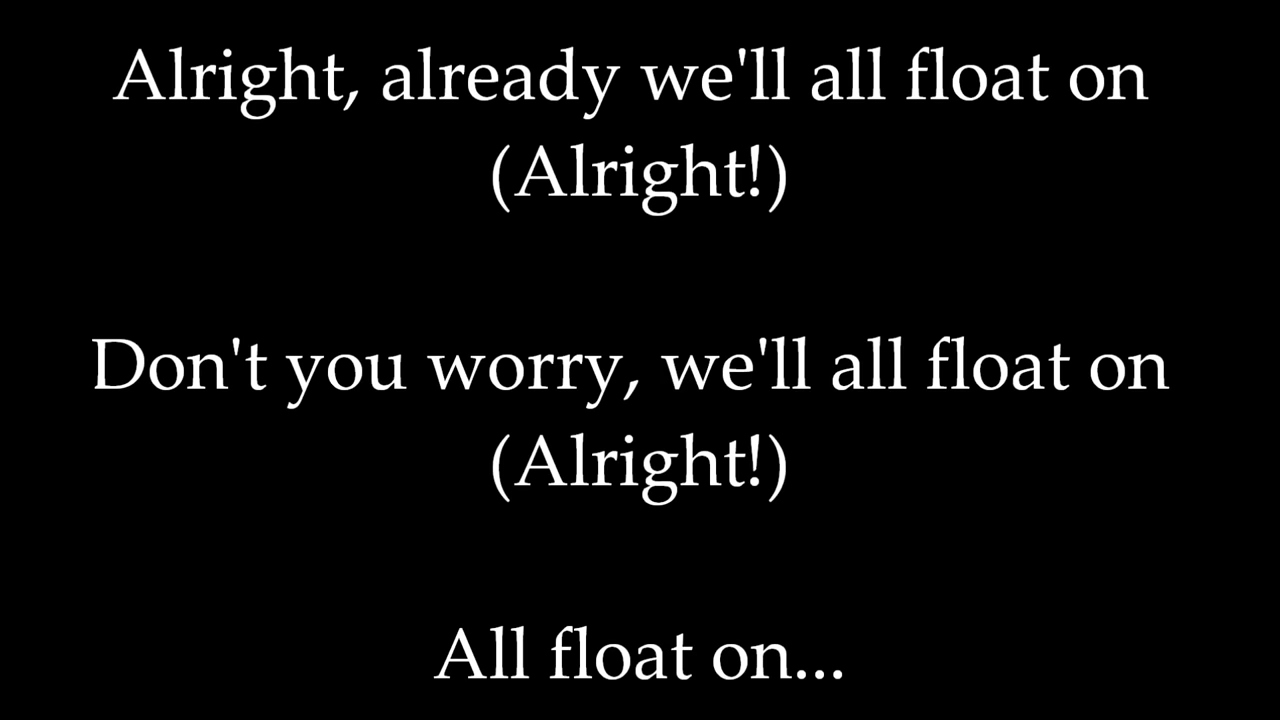 Alright, already we'll all float on
(Alright!)
Don't you worry, we'll all float on
(Alright!)
All float on...